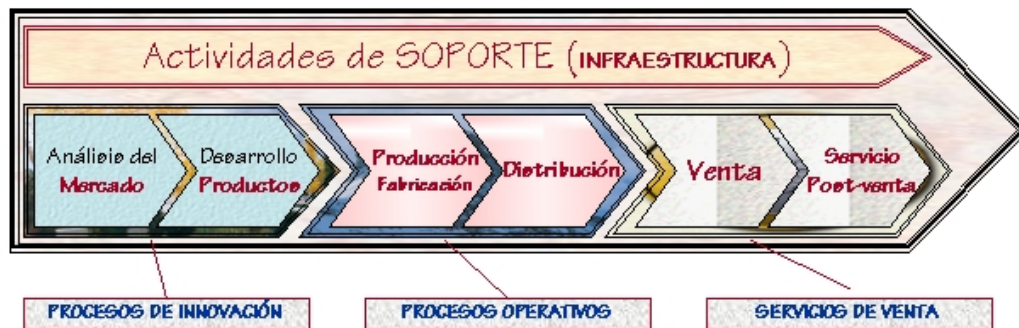 Actividades de SOPORTE (INFRAESTRUCTURA)
Análisis del
Mercado
Desarrollo
Productos
Producción
Fabricación
Distribución
Venta
Servicio
Post-venta
PROCESOS DE INNOVACIÓN
PROCESOS OPERATIVOS
SERVICIOS DE VENTA